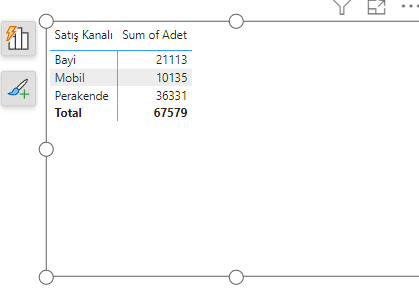 Satış Kanalı Sum of Adet
Bayi 21113
Mobil 10135
Perakende 36331
Total 67579